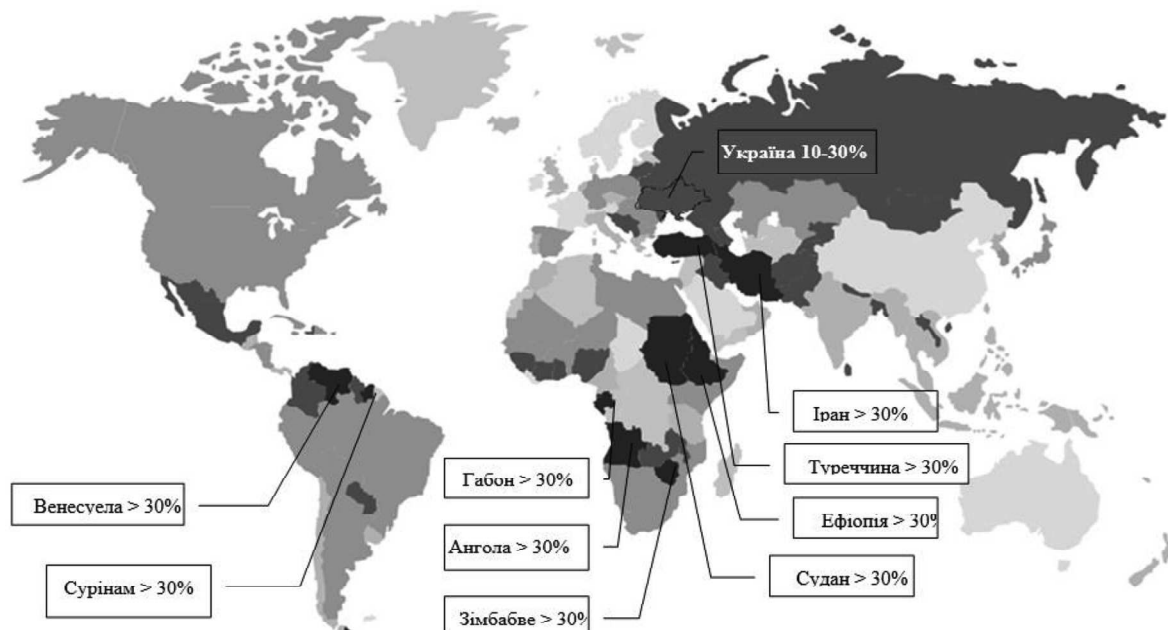 Україна 10-30%
Іран > 30%
Туреччина > 30%
Ефіопія > 30%
Судан > 30%
Габон > 30%
Ангола > 30%
Зімбабве > 30%
Венесуела > 30%
Сурінам > 30%